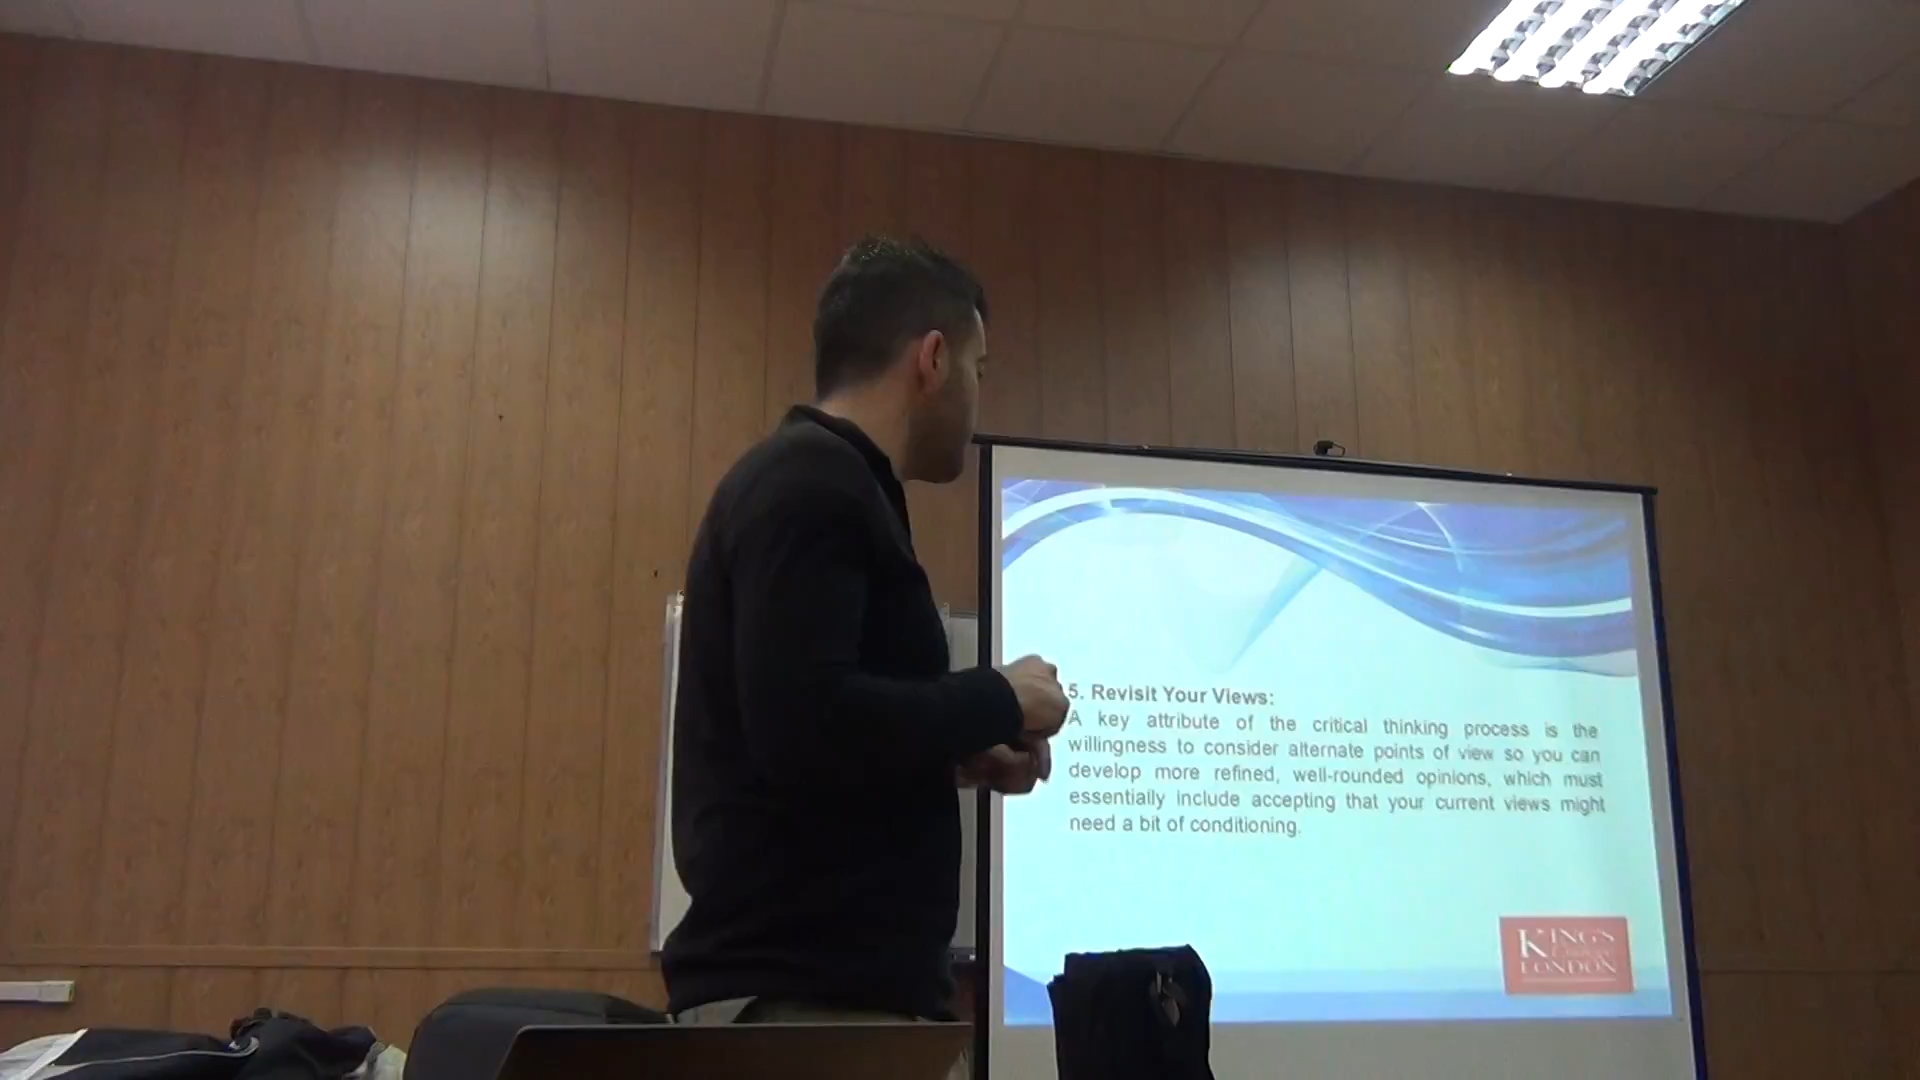 5. Revisit Your Views:
A key attribute of the critical thinking process is the
willingness to consider alternate points of view so you can
develop more refined, well-rounded opinions, which must
essentially include accepting that your current views might
need a bit of conditioning.
KING'S
LONDON